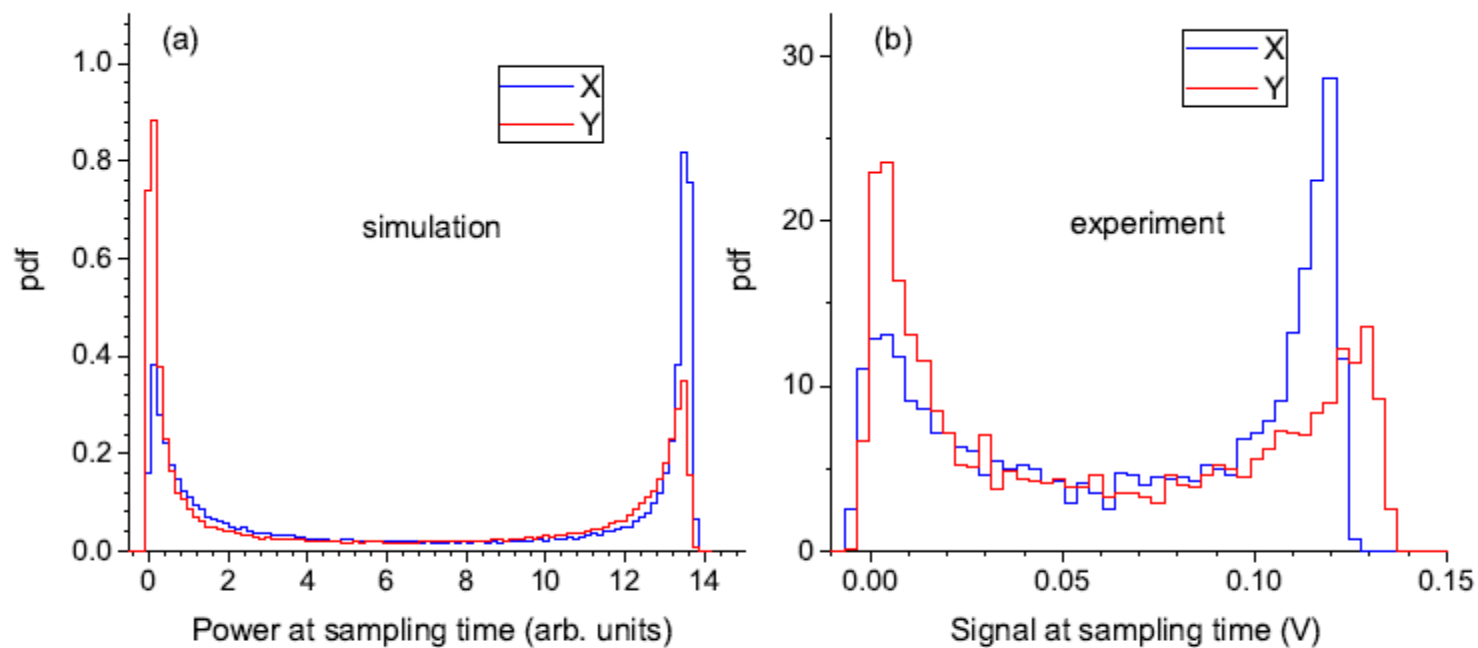 (a)
X
Y
simulation
pdf
1.0
0.8
0.6
0.4
0.2
0.0
0 2 4 6 8 10 12 14
Power at sampling time (arb. units)
(b)
X
Y
experiment
pdf
30
20
10
0
0.00 0.05 0.10 0.15
Signal at sampling time (V)